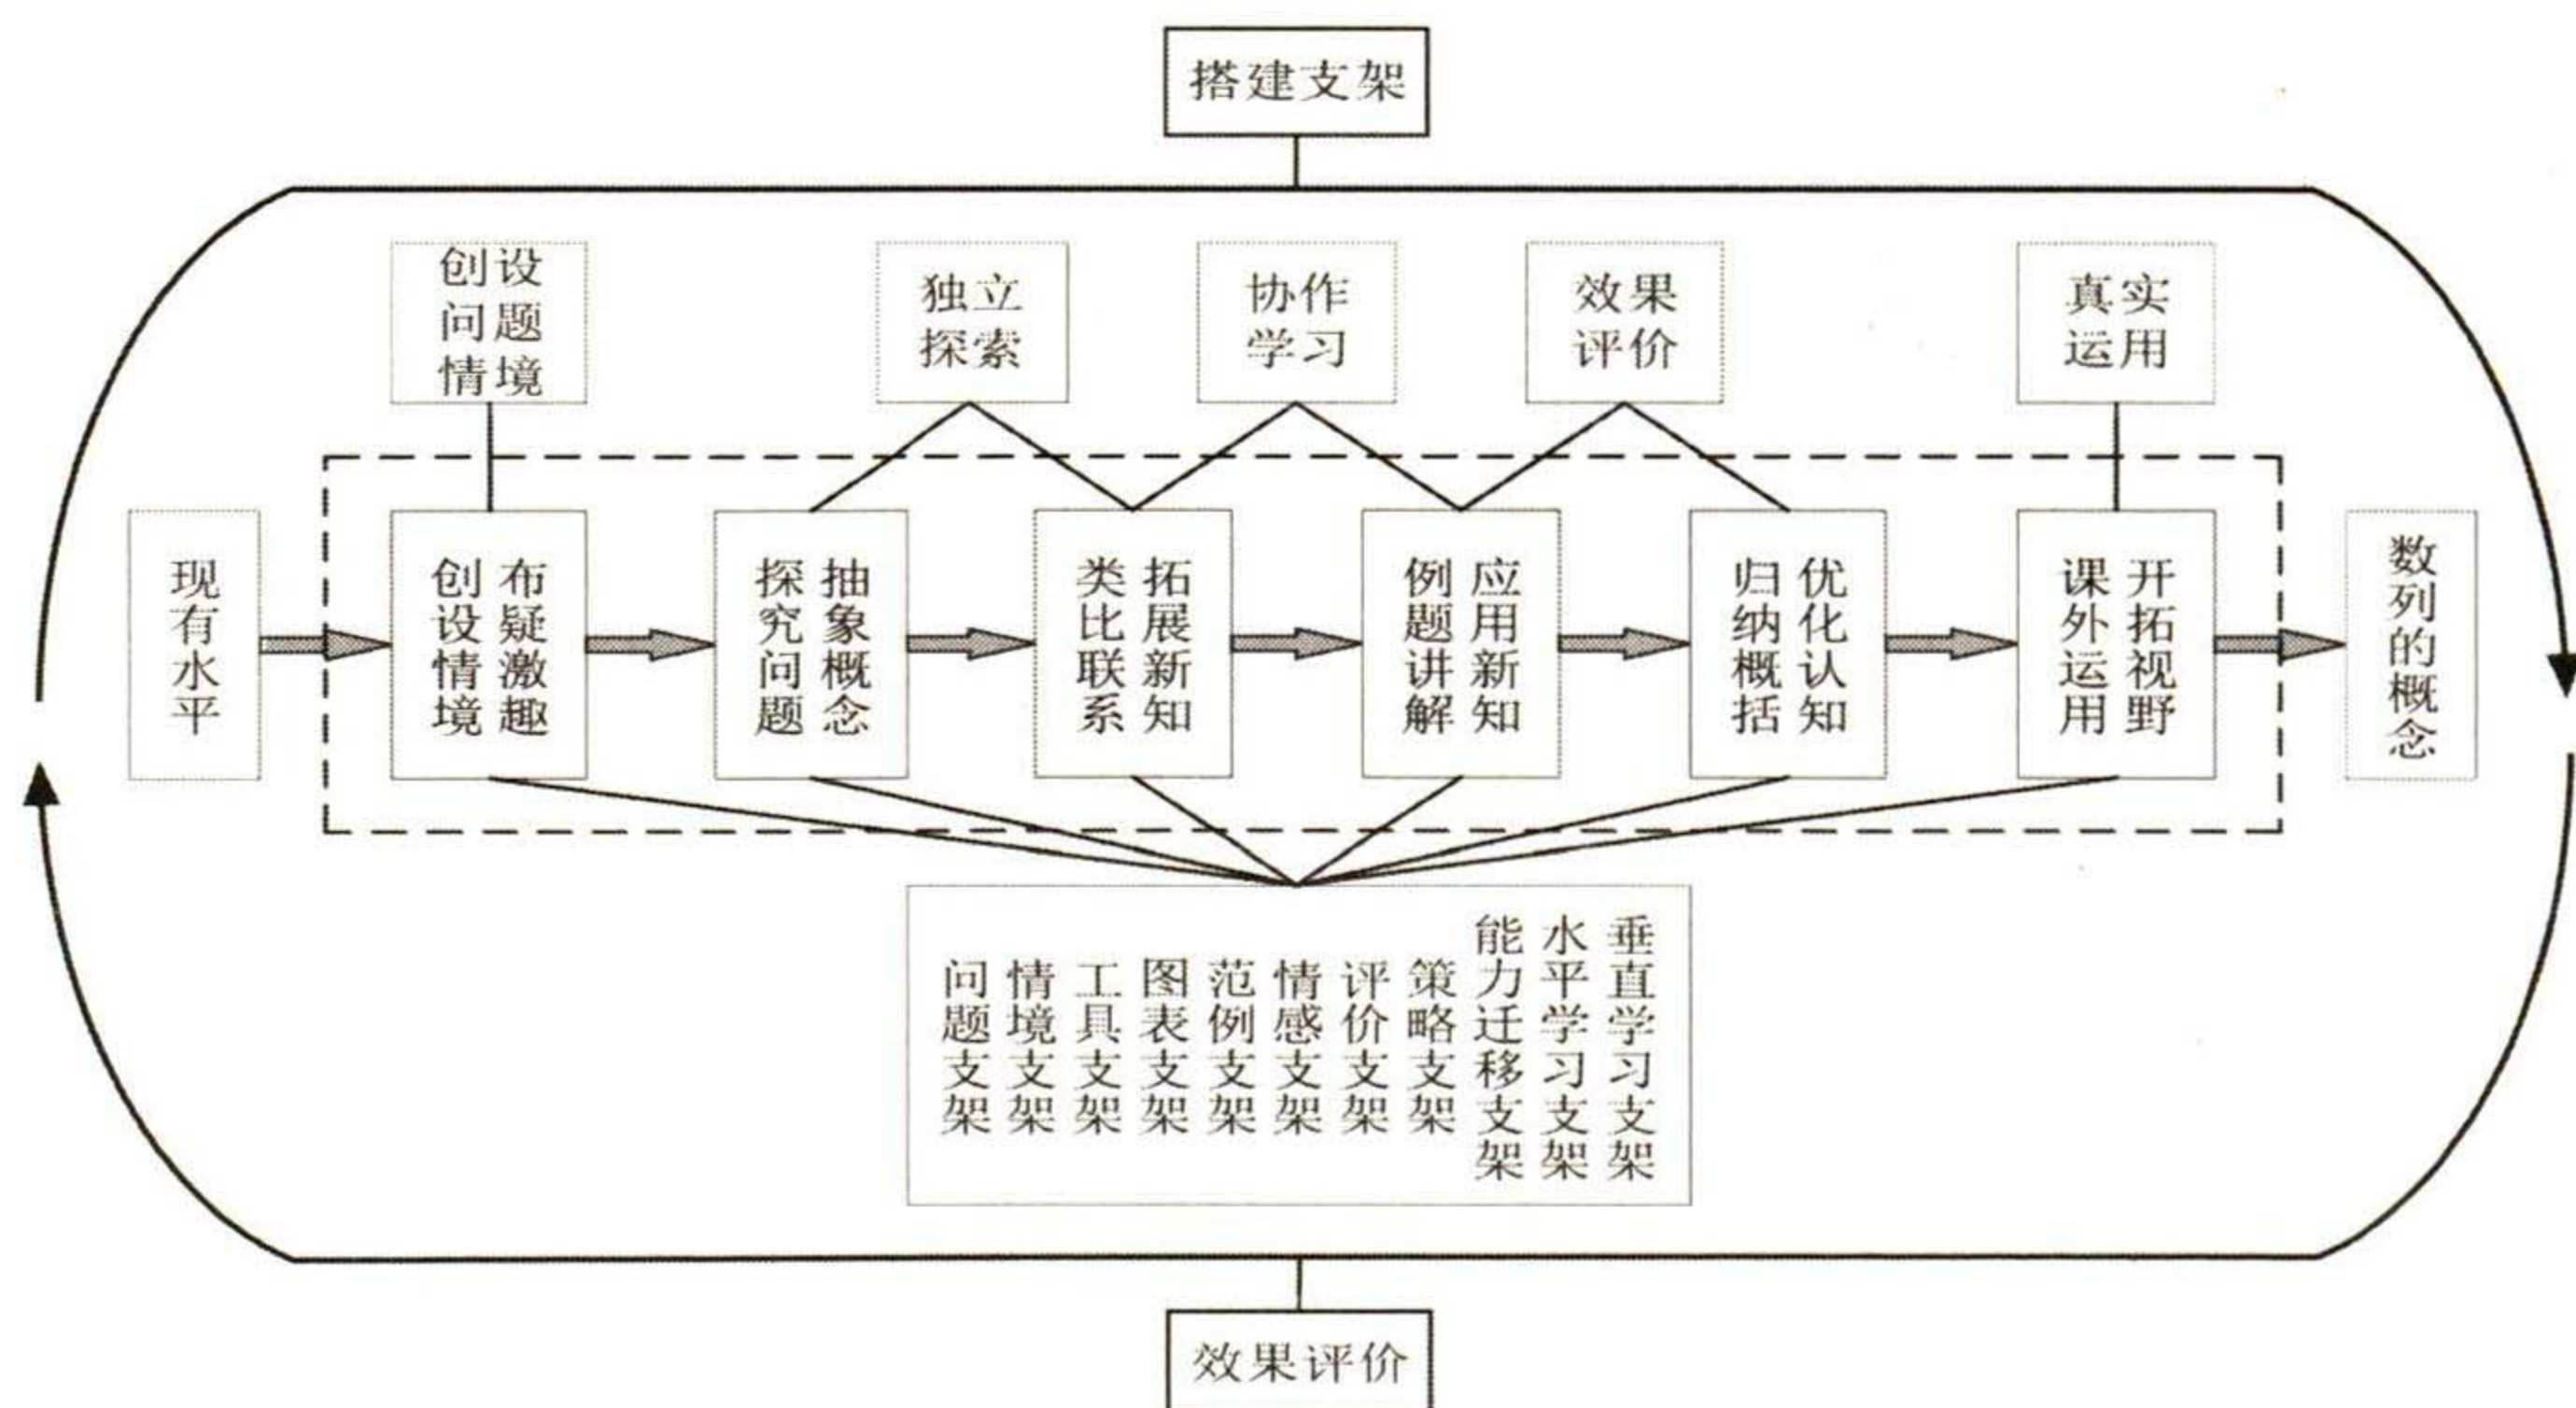 搭建支架
创设
问题
情境
独立
探索
协作
学习
效果
评价
真实
运用
现有水平
创设情境
布疑激趣
探究问题
抽象概念
类比联系
拓展新知
例题讲解
应用新知
归纳概括
优化认知
课外运用
开拓视野
数列的概念
问题支架
情境支架
工具支架
图表支架
范例支架
情感支架
评价支架
策略支架
能力迁移支架
水平学习支架
垂直学习支架
效果评价